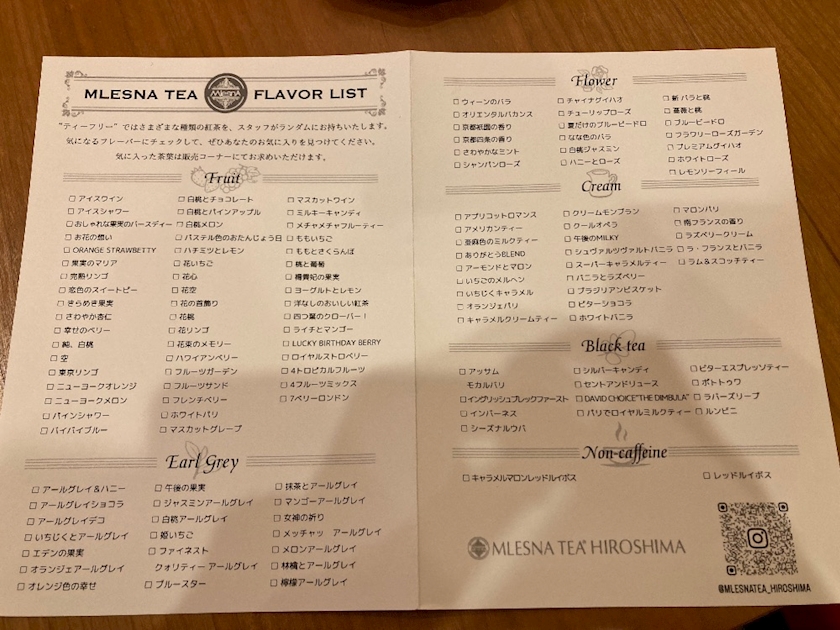 MLESNA TEA FLAVOR LIST
"ティーフリー" ではさまざまな種類の紅茶を、スタッフがランダムにお持ちいたします。
気になるフレーバーにチェックして、ぜひあなたのお気に入りを見つけてください。
気に入った茶葉は販売コーナーにてお求めいただけます。
Fruit
□ アイスワイン
□ アイスシャワー
□ おしゃれな果実のバースディー
□ お花の想い
□ ORANGE STRAWBETTY
□ 果実のマリア
□ 完熟リンゴ
□ 恋色のスイートピー
□ きらめき果実
□ さわやか杏仁
□ 幸せのベリー
□ 純、白桃
□ 空
□ 東京リンゴ
□ ニューヨークオレンジ
□ ニューヨークメロン
□ パインシャワー
□ バイバイブルー
□ 白桃とチョコレート
□ 白桃とパインアップル
□ 白桃メロン
□ パステル色のおたんじょう日
□ ハチミツとレモン
□ 花いちご
□ 花心
□ 花空
□ 花の首飾り
□ 花桃
□ 花リンゴ
□ 花束のメモリー
□ ハワイアンベリー
□ フルーツガーデン
□ フルーツサンド
□ フレンチベリー
□ ホワイトパリ
□ マスカットグレープ
□ マスカットワイン
□ ミルキーキャンディ
□ メチャメチャフルーティー
□ ももいちご
□ ももとさくらんぼ
□ 桃と葡萄
□ 楊貴妃の果実
□ ヨーグルトとレモン
□ 洋なしのおいしい紅茶
□ 四つ葉のクローバー!
□ ライチとマンゴー
□ LUCKY BIRTHDAY BERRY
□ ロイヤルストロベリー
□ 4トロピカルフルーツ
□ 4フルーツミックス
□ 7ベリーロンドン
Earl Grey
□ アールグレイ&ハニー
□ アールグレイショコラ
□ アールグレイデコ
□ いちじくとアールグレイ
□ エデンの果実
□ オランジェアールグレイ
□ オレンジ色の幸せ
□ 午後の果実
□ ジャスミンアールグレイ
□ 白桃アールグレイ
□ 姫いちご
□ ファイネスト
クオリティー アールグレイ
□ ブルースター
□ 抹茶とアールグレイ
□ マンゴーアールグレイ
□ 女神の祈り
□ メッチャッ アールグレイ
□ メロンアールグレイ
□ 林檎とアールグレイ
□ 檸檬アールグレイ
Flower
□ ウィーンのバラ
□ オリエンタルバカンス
□ 京都祇園の香り
□ 京都四条の香り
□ さわやかなミント
□ シャンパンローズ
□ チャイナグイハオ
□ チューリップローズ
□ 夏だけのブルーピードロ
□ なな色のバラ
□ 白桃ジャスミン
□ ハニーとローズ
□ 新 バラと桃
□ 薔薇と桃
□ ブルーピードロ
□ フラワリーローズガーデン
□ プレミアムグイハオ
□ ホワイトローズ
□ レモンリーフィール
Cream
□ アプリコットロマンス
□ アメリカンティー
□ 亜麻色のミルクティー
□ ありがとうBLEND
□ アーモンドとマロン
□ いちごのメルヘン
□ いちじくキャラメル
□ オランジェパリ
□ キャラメルクリームティー
□ クリームモンブラン
□ クールオペラ
□ 午後のMILKY
□ シュヴァルツヴァルトバニラ
□ スーパーキャラメルティー
□ バニラとラズベリー
□ ブラジリアンビスケット
□ ビターショコラ
□ ホワイトバニラ
□ マロンパリ
□ 南フランスの香り
□ ラズベリークリーム
□ ラ・フランスとバニラ
□ ラム&スコッチティー
Black tea
□ アッサム
モカルバリ
□ イングリッシュブレックファースト
□ インバーネス
□ シーズナルウバ
□ シルバーキャンディ
□ セントアンドリュース
□ DAVID CHOICE"THE DIMBULA"
□ パリでロイヤルミルクティー
□ ビターエスプレッソティー
□ ポトトゥワ
□ ラバーズリープ
□ ルンビニ
Non-caffeine
□ キャラメルマロンレッドルイボス
□ レッドルイボス
MLESNA TEA® HIROSHIMA
@MLESNATEA_HIROSHIMA